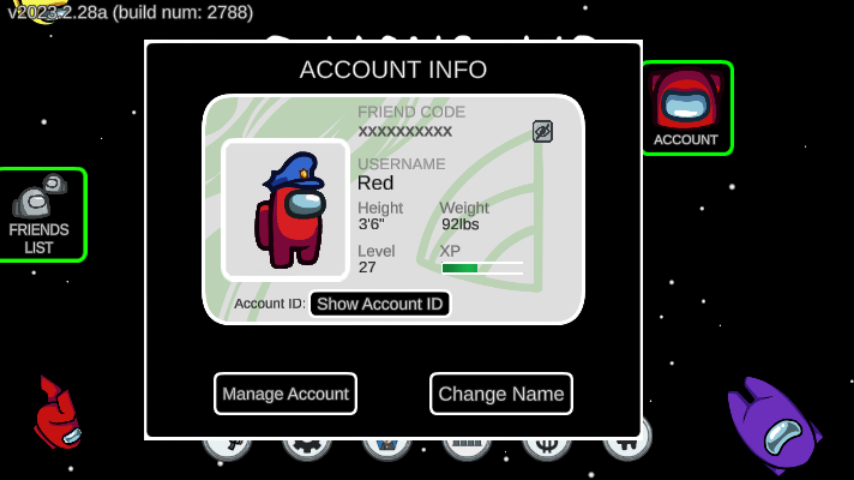 v2023.2.28a (build num: 2788)
ACCOUNT INFO
FRIEND CODE
xxxxxxxxxx
USERNAME
Red
Height Weight
3'6" 92lbs
Level XP
27
Account ID: Show Account ID
Manage Account Change Name
ACCOUNT
FRIENDS
LIST